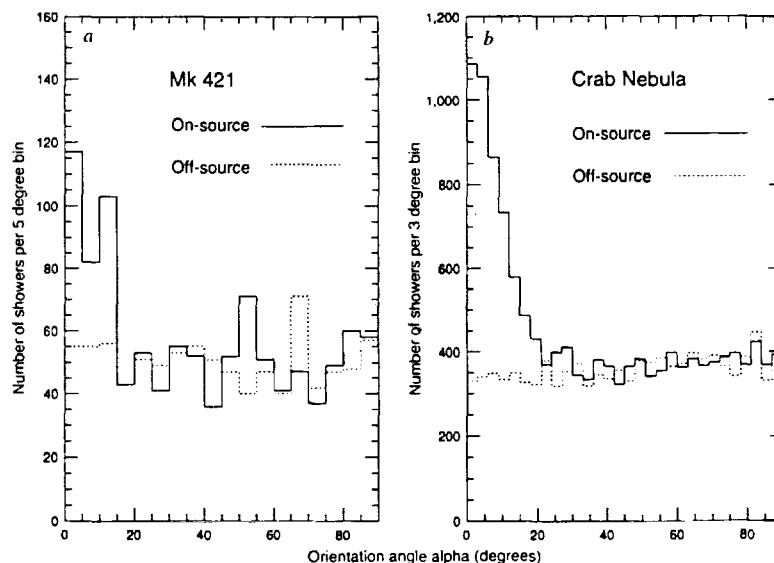 a
Mk 421
On-source
Off-source
Number of showers per 5 degree bin
160
140
120
100
80
60
40
20
0
0 20 40 60 80
b
Crab Nebula
On-source
Off-source
Number of showers per 3 degree bin
1,200
1,000
800
600
400
200
0
0 20 40 60 80
Orientation angle alpha (degrees)